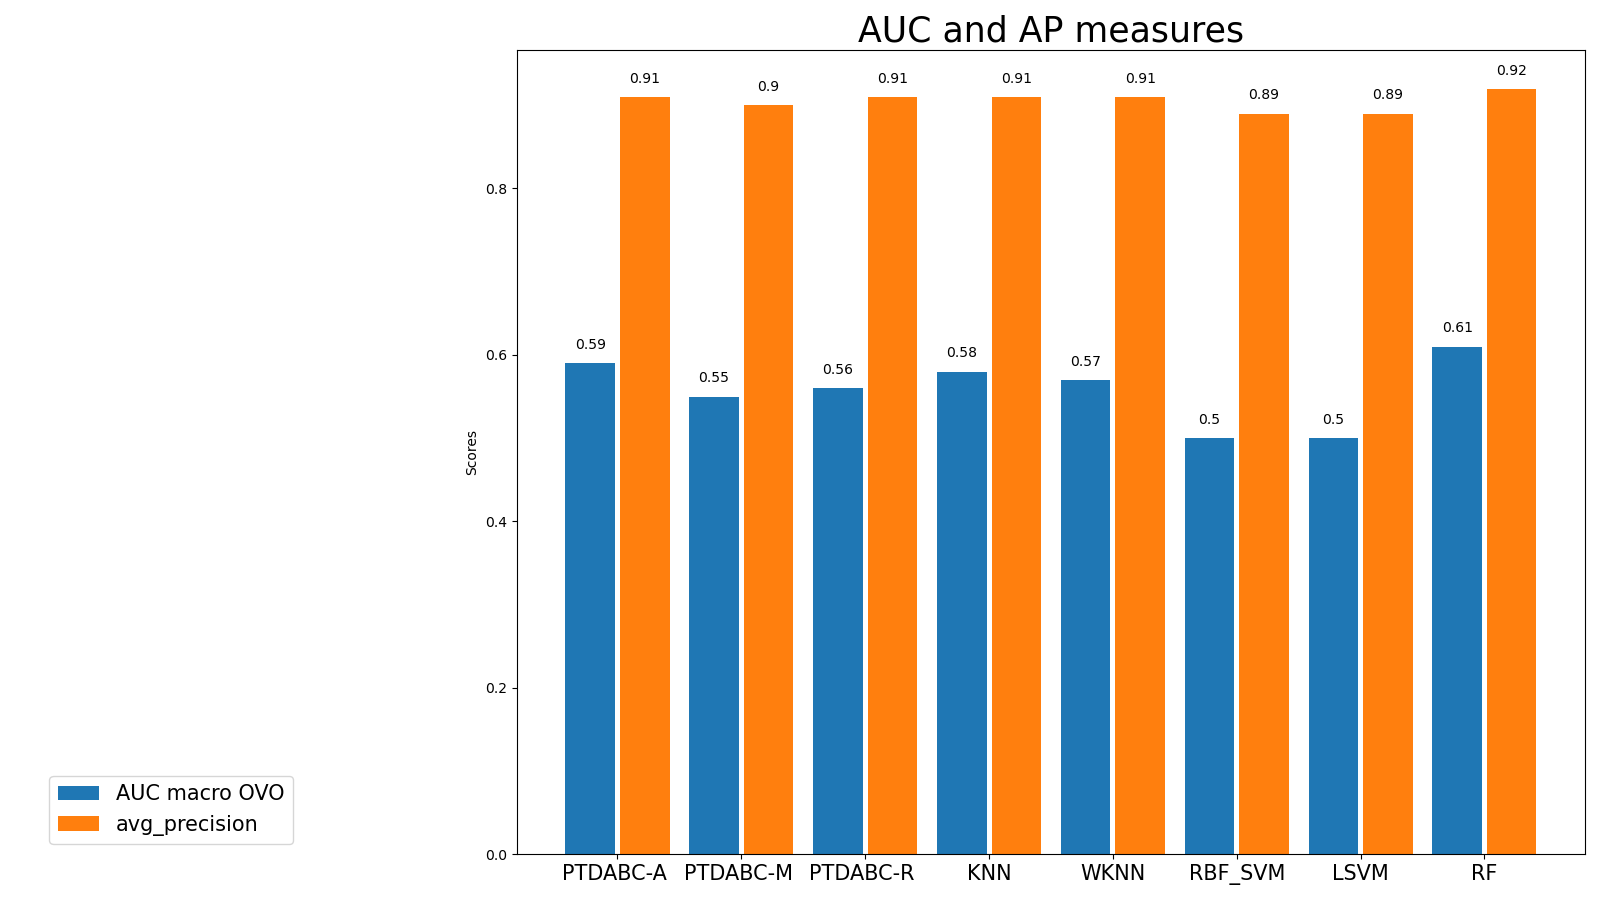 AUC and AP measures
0.91 0.9 0.91 0.91 0.91 0.89 0.89 0.92
0.59 0.55 0.56 0.58 0.57 0.5 0.5 0.61
0.8
0.6
0.4
0.2
0.0
Scores
PTDABC-A PTDABC-M PTDABC-R KNN WKNN RBF_SVM LSVM RF
AUC macro OVO
avg_precision